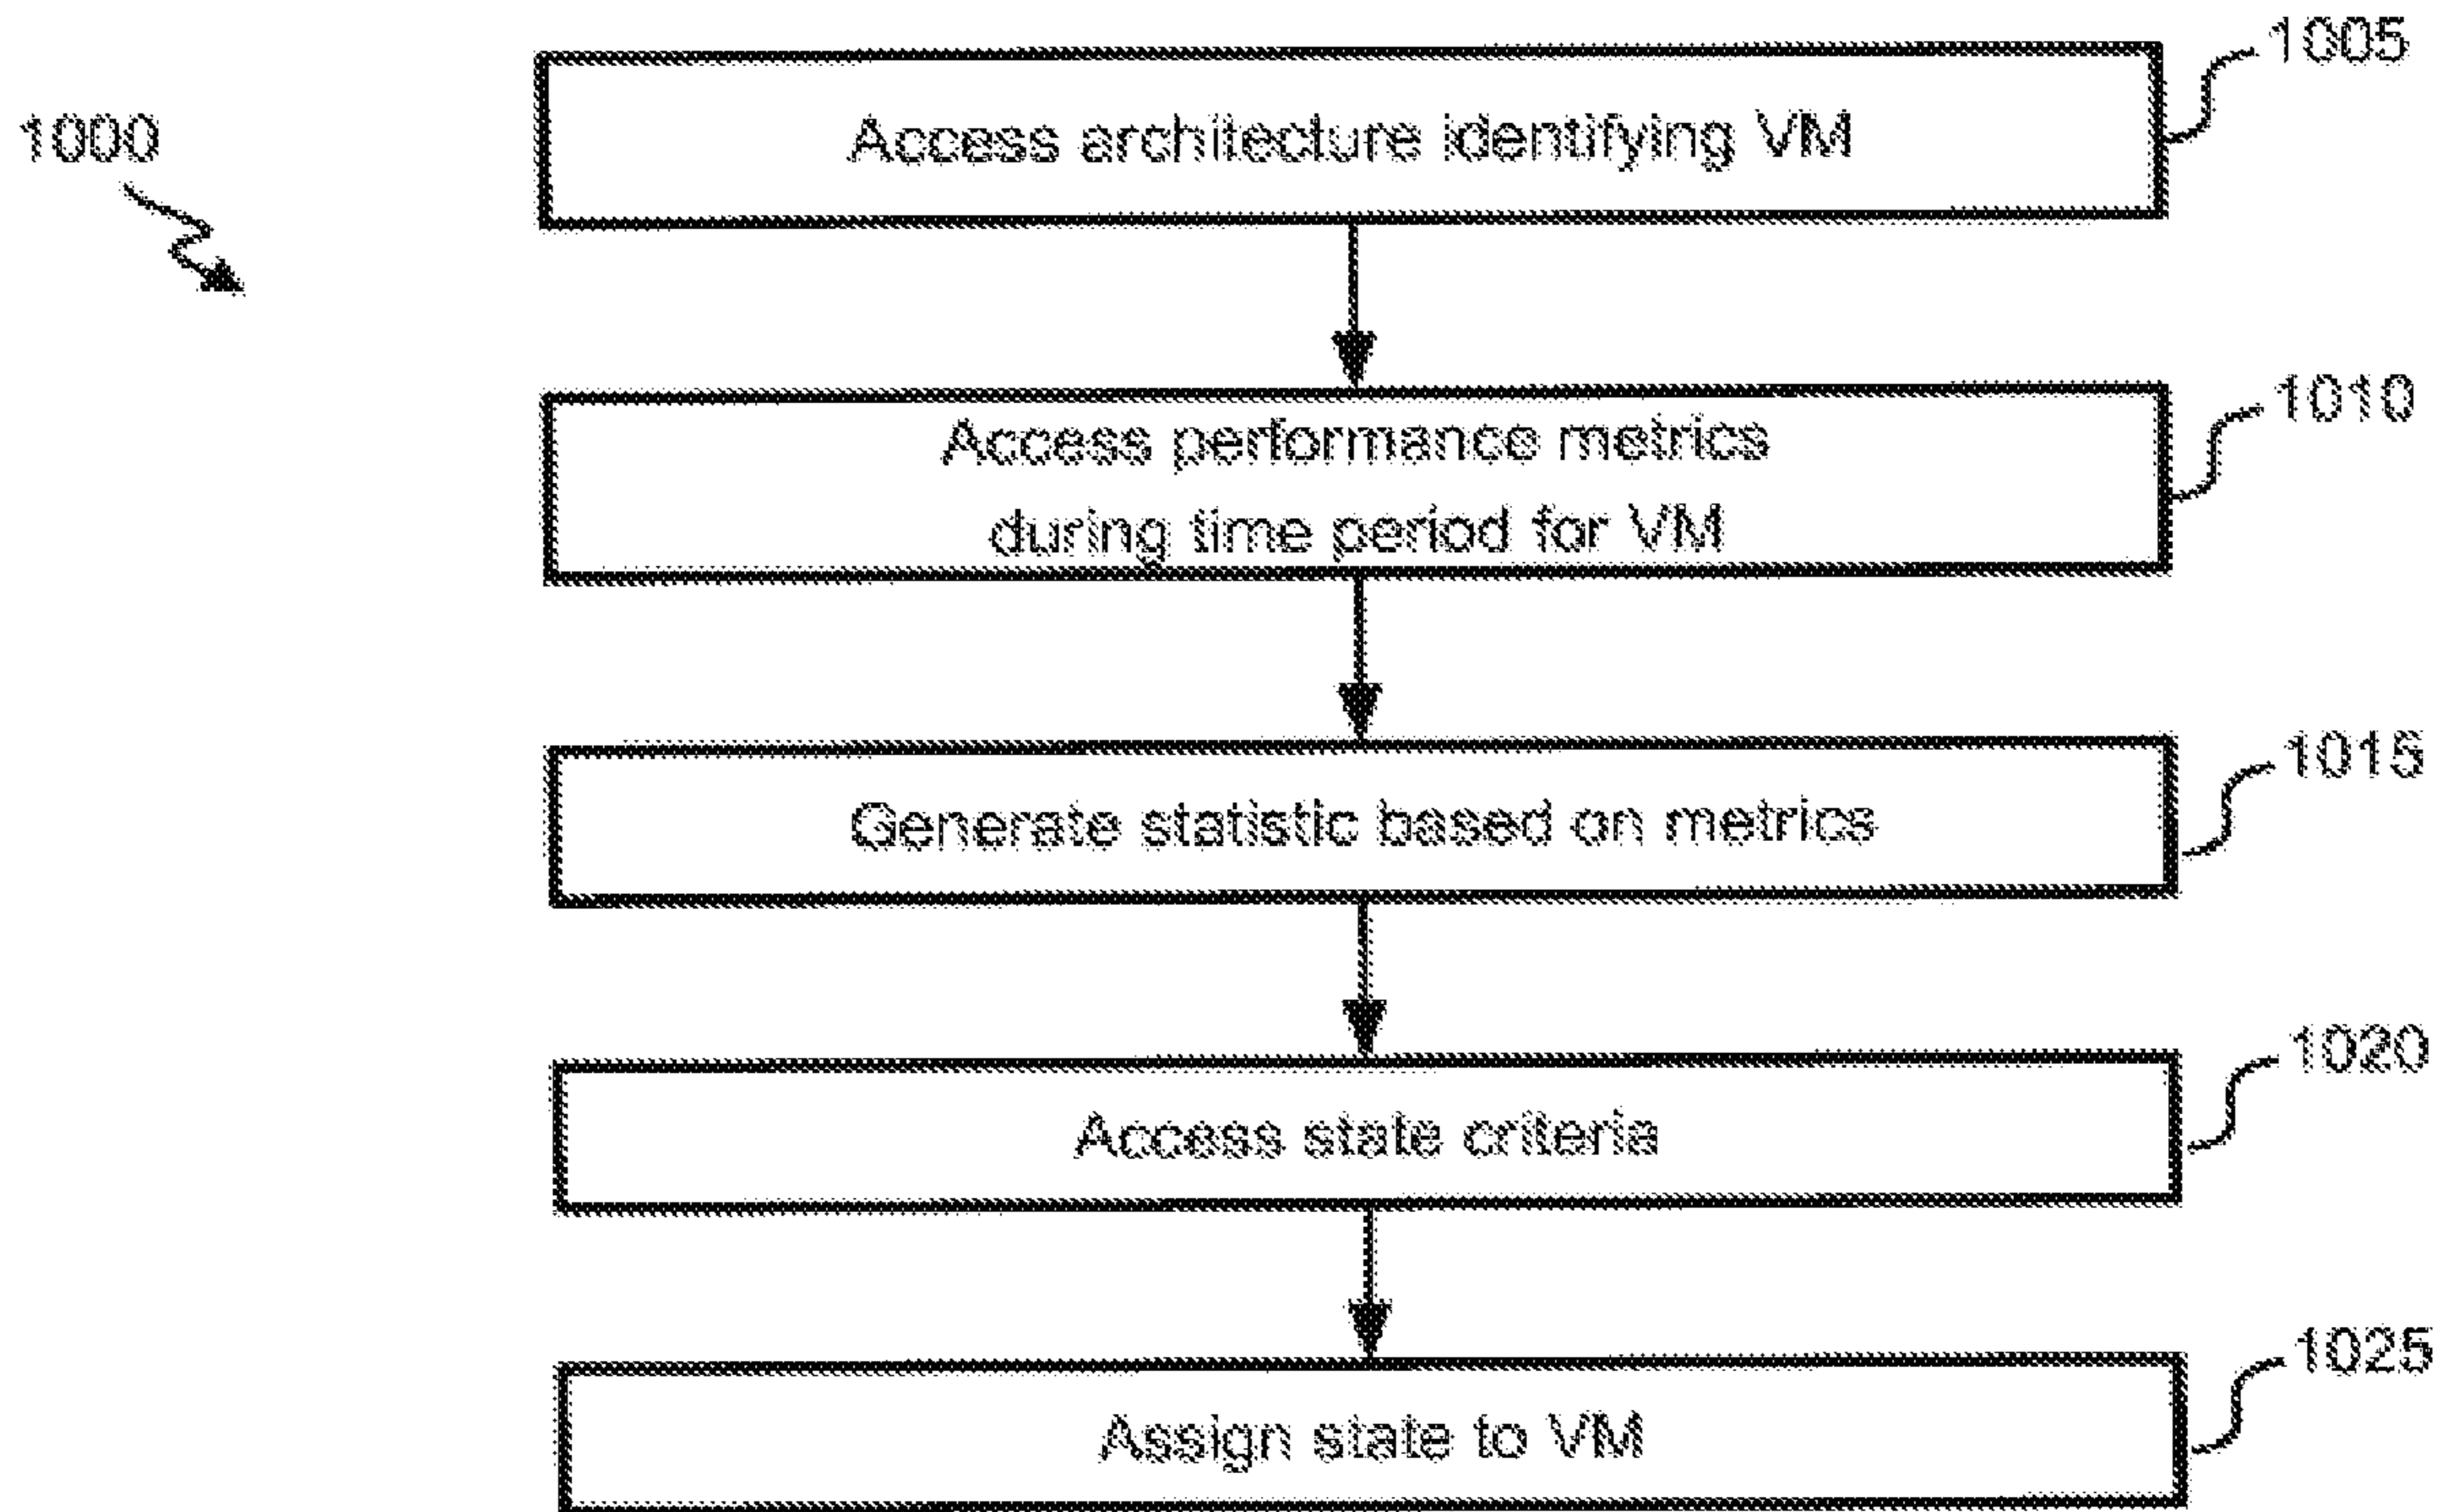 1000
Access architecture identifying VM
1005
Access performance metrics
during time period for VM
1010
Generate statistic based on metrics
1015
Access state criteria
1020
Assign state to VM
1025